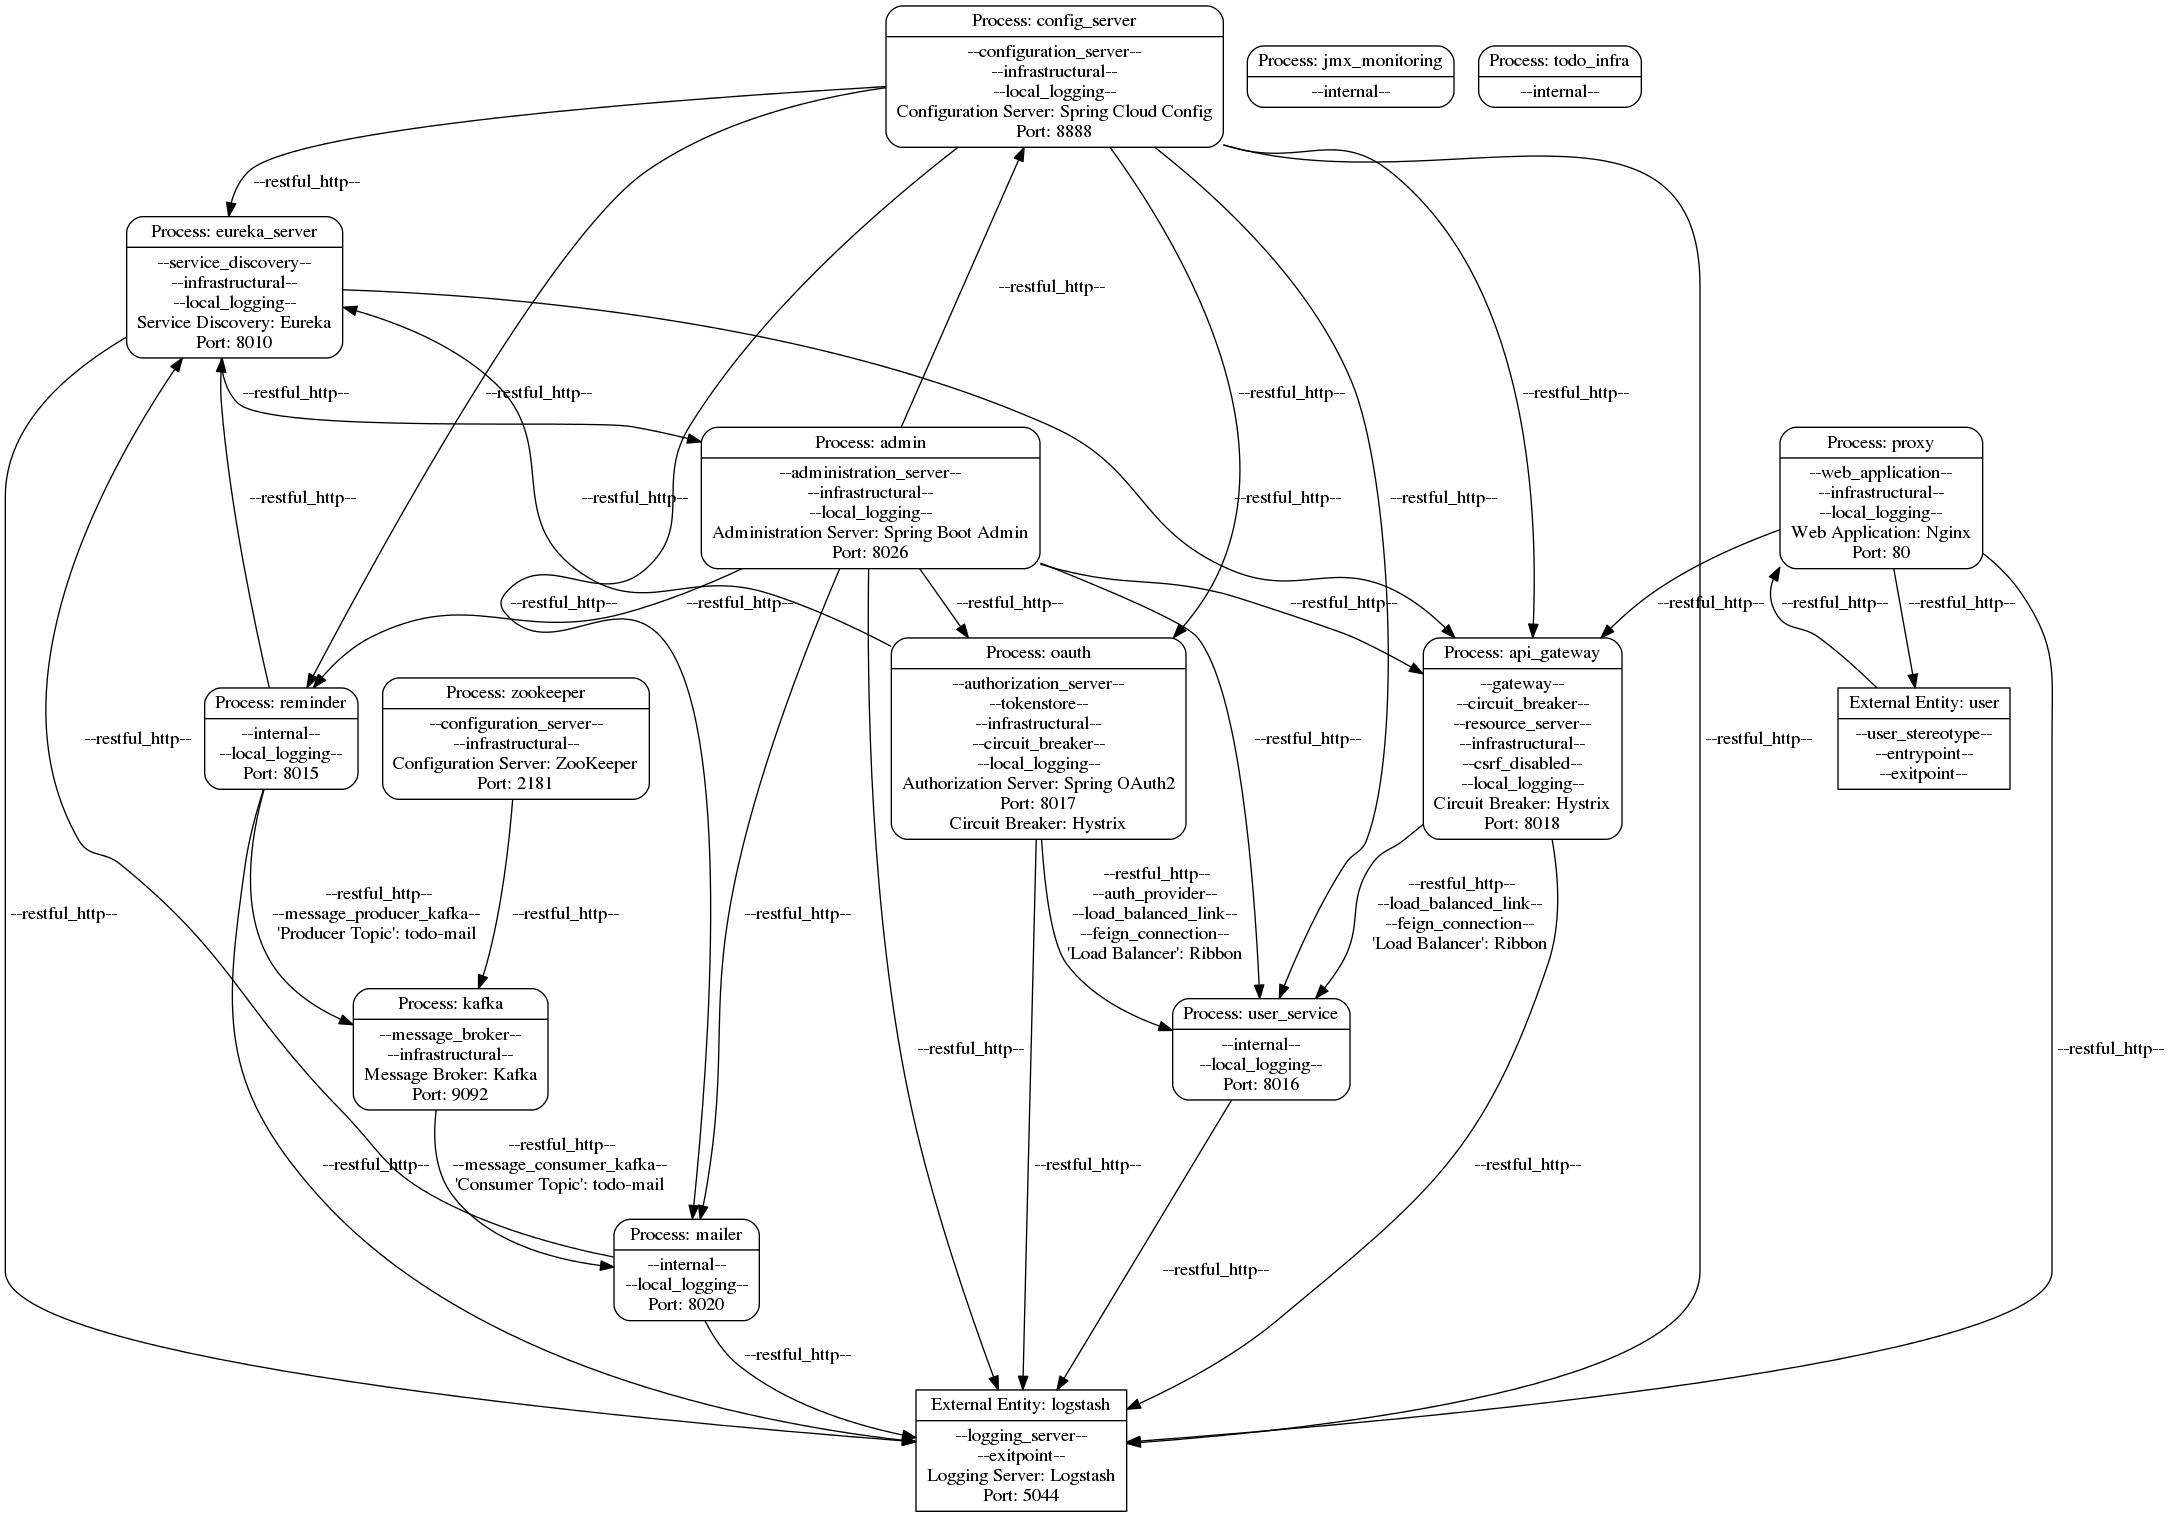 Process: config_server
--configuration_server--
--infrastructural--
--local_logging--
Configuration Server: Spring Cloud Config
Port: 8888
Process: jmx_monitoring
--internal--
Process: todo_infra
--internal--
--restful_http--
Process: eureka_server
--service_discovery--
--infrastructural--
--local_logging--
Service Discovery: Eureka
Port: 8010
--restful_http--
--restful_http--
--restful_http--
--restful_http--
--restful_http--
Process: admin
--administration_server--
--infrastructural--
--local_logging--
Administration Server: Spring Boot Admin
Port: 8026
Process: proxy
--web_application--
--infrastructural--
--local_logging--
Web Application: Nginx
Port: 80
--restful_http--
--restful_http--
--restful_http--
--restful_http--
--restful_http--
--restful_http--
--restful_http--
--restful_http--
--restful_http--
--restful_http--
--restful_http--
Process: reminder
--internal--
--local_logging--
Port: 8015
Process: zookeeper
--configuration_server--
--infrastructural--
Configuration Server: ZooKeeper
Port: 2181
Process: oauth
--authorization_server--
--tokenstore--
--infrastructural--
--circuit_breaker--
--local_logging--
Authorization Server: Spring OAuth2
Port: 8017
Circuit Breaker: Hystrix
Process: api_gateway
--gateway--
--circuit_breaker--
--resource_server--
--infrastructural--
--csrf_disabled--
--local_logging--
Circuit Breaker: Hystrix
Port: 8018
External Entity: user
--user_stereotype--
--entrypoint--
--exitpoint--
--restful_http--
--restful_http--
--restful_http--
--restful_http--
--restful_http--
--message_producer_kafka--
'Producer Topic': todo-mail
--restful_http--
--restful_http--
--restful_http--
--auth_provider--
--load_balanced_link--
--feign_connection--
'Load Balancer': Ribbon
--restful_http--
--load_balanced_link--
--feign_connection--
'Load Balancer': Ribbon
Process: kafka
--message_broker--
--infrastructural--
Message Broker: Kafka
Port: 9092
--restful_http--
Process: user_service
--internal--
--local_logging--
Port: 8016
--restful_http--
--restful_http--
--restful_http--
--message_consumer_kafka--
'Consumer Topic': todo-mail
--restful_http--
--restful_http--
Process: mailer
--internal--
--local_logging--
Port: 8020
--restful_http--
--restful_http--
External Entity: logstash
--logging_server--
--exitpoint--
Logging Server: Logstash
Port: 5044